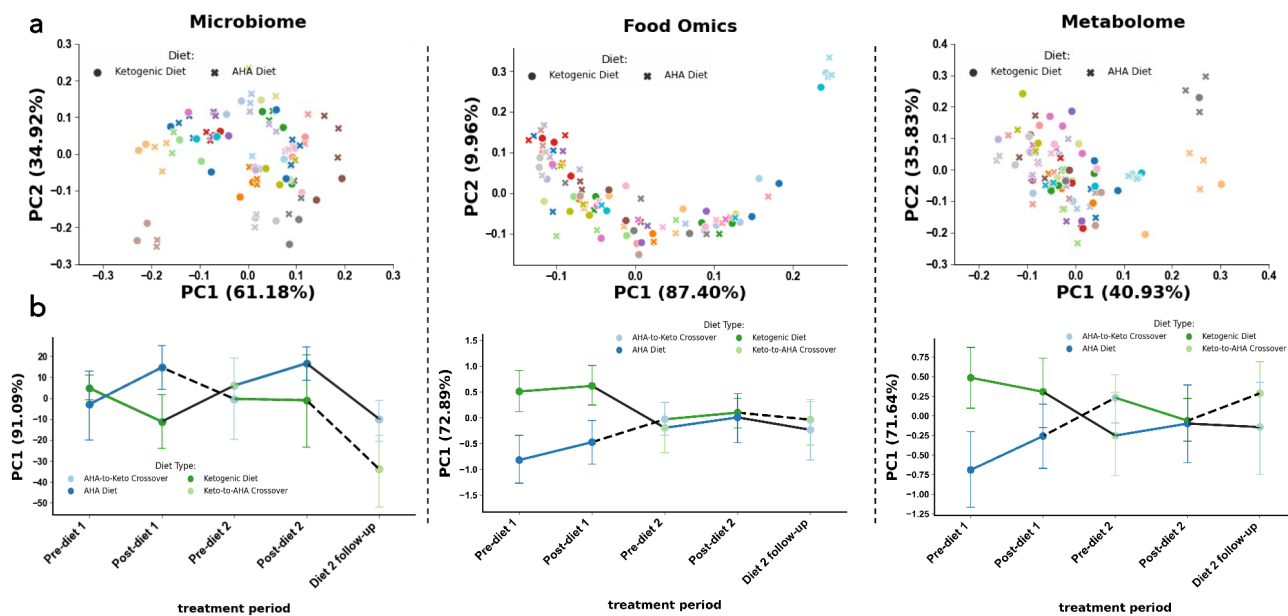 a
Microbiome
Food Omics
Metabolome
Diet:
Ketogenic Diet
AHA Diet
0.3
0.2
0.1
0.0
−0.1
−0.2
−0.3
PC2 (34.92%)
−0.3
−0.2
−0.1
0.0
0.1
0.2
0.3
PC1 (61.18%)
Diet:
Ketogenic Diet
AHA Diet
0.3
0.2
0.1
0.0
−0.1
PC2 (9.96%)
−0.1
0.0
0.1
0.2
PC1 (87.40%)
Diet:
Ketogenic Diet
AHA Diet
0.4
0.3
0.2
0.1
0.0
−0.1
−0.2
−0.3
PC2 (35.83%)
−0.2
−0.1
0.0
0.1
0.2
0.3
0.4
PC1 (40.93%)
b
20
10
0
−10
−20
−30
−40
−50
PC1 (91.09%)
Diet Type:
AHA-to-Keto Crossover
Ketogenic Diet
AHA Diet
Keto-to-AHA Crossover
Pre-diet 1
Post-diet 1
Pre-diet 2
Post-diet 2
Diet 2 follow-up
treatment period
1.5
1.0
0.5
0.0
−0.5
−1.0
−1.5
PC1 (72.89%)
Diet Type:
AHA-to-Keto Crossover
Ketogenic Diet
AHA Diet
Keto-to-AHA Crossover
Pre-diet 1
Post-diet 1
Pre-diet 2
Post-diet 2
Diet 2 follow-up
treatment period
0.75
0.50
0.25
0.00
−0.25
−0.50
−0.75
−1.00
−1.25
PC1 (71.64%)
Diet Type:
AHA-to-Keto Crossover
Ketogenic Diet
AHA Diet
Keto-to-AHA Crossover
Pre-diet 1
Post-diet 1
Pre-diet 2
Post-diet 2
Diet 2 follow-up
treatment period